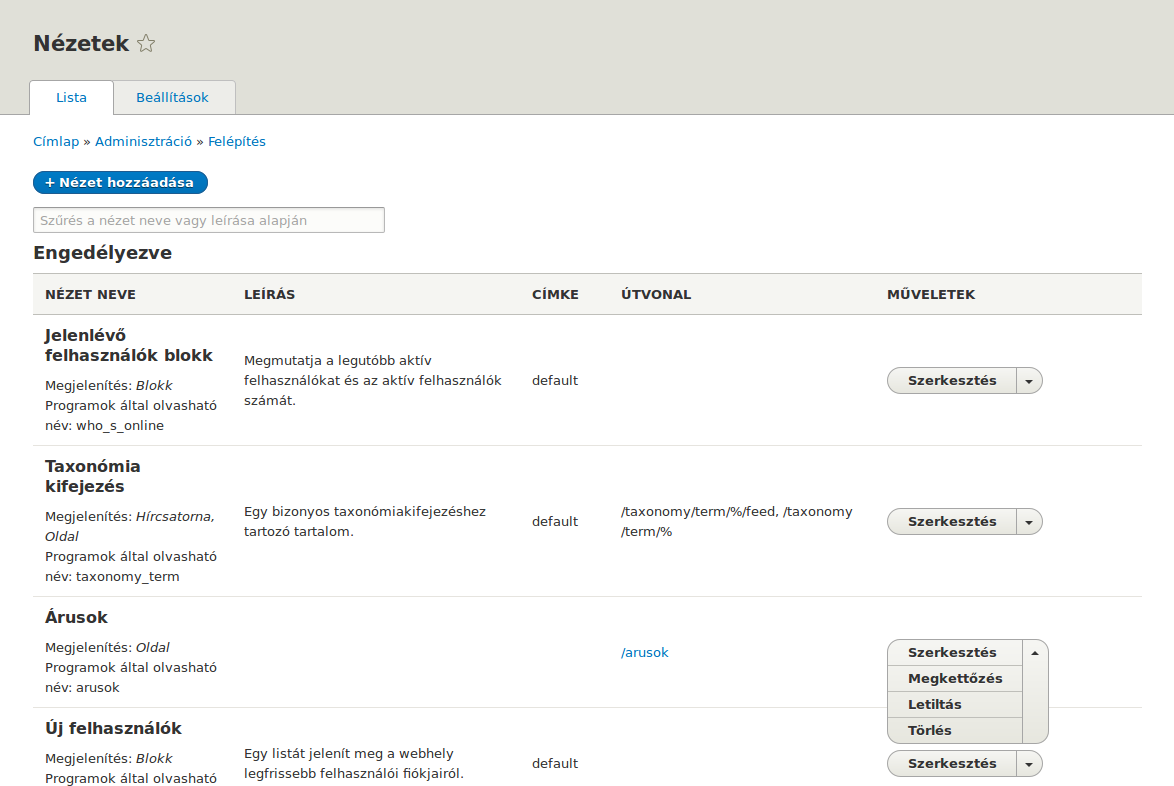 Nézetek
Lista
Beállítások
Címlap » Adminisztráció » Felépítés
+ Nézet hozzáadása
Szűrés a nézet neve vagy leírása alapján
Engedélyezve
NÉZET NEVE LEÍRÁS CÍMKE ÚTVONAL MŰVELETEK
Jelenlévő
felhasználók blokk
Megjelenítés: Blokk
Programok által olvasható
név: who_s_online
Megmutatja a legutóbb aktív
felhasználókat és az aktív felhasználók
számát.
default
Szerkesztés
Taxonómia
kifejezés
Megjelenítés: Hírcsatorna,
Oldal
Programok által olvasható
név: taxonomy_term
Egy bizonyos taxonómiakifejezéshez
tartozó tartalom.
default
/taxonomy/term/%/feed, /taxonomy
/term/%
Szerkesztés
Árusok
Megjelenítés: Oldal
Programok által olvasható
név: arusok
/arusok
Szerkesztés
Megkettőzés
Letiltás
Törlés
Új felhasználók
Megjelenítés: Blokk
Programok által olvasható
Egy listát jelenít meg a webhely
legfrissebb felhasználói fiókjairól.
default
Szerkesztés